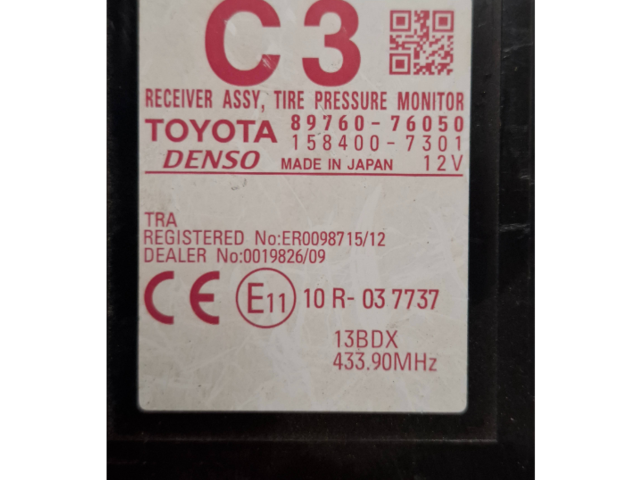 C3
RECEIVER ASSY, TIRE PRESSURE MONITOR
TOYOTA 89760-76050
158400-7301
DENSO MADE IN JAPAN 12V
TRA
REGISTERED No:ER0098715/12
DEALER No:0019826/09
CE E11 10 R- 03 7737
13BDX
433.90MHz